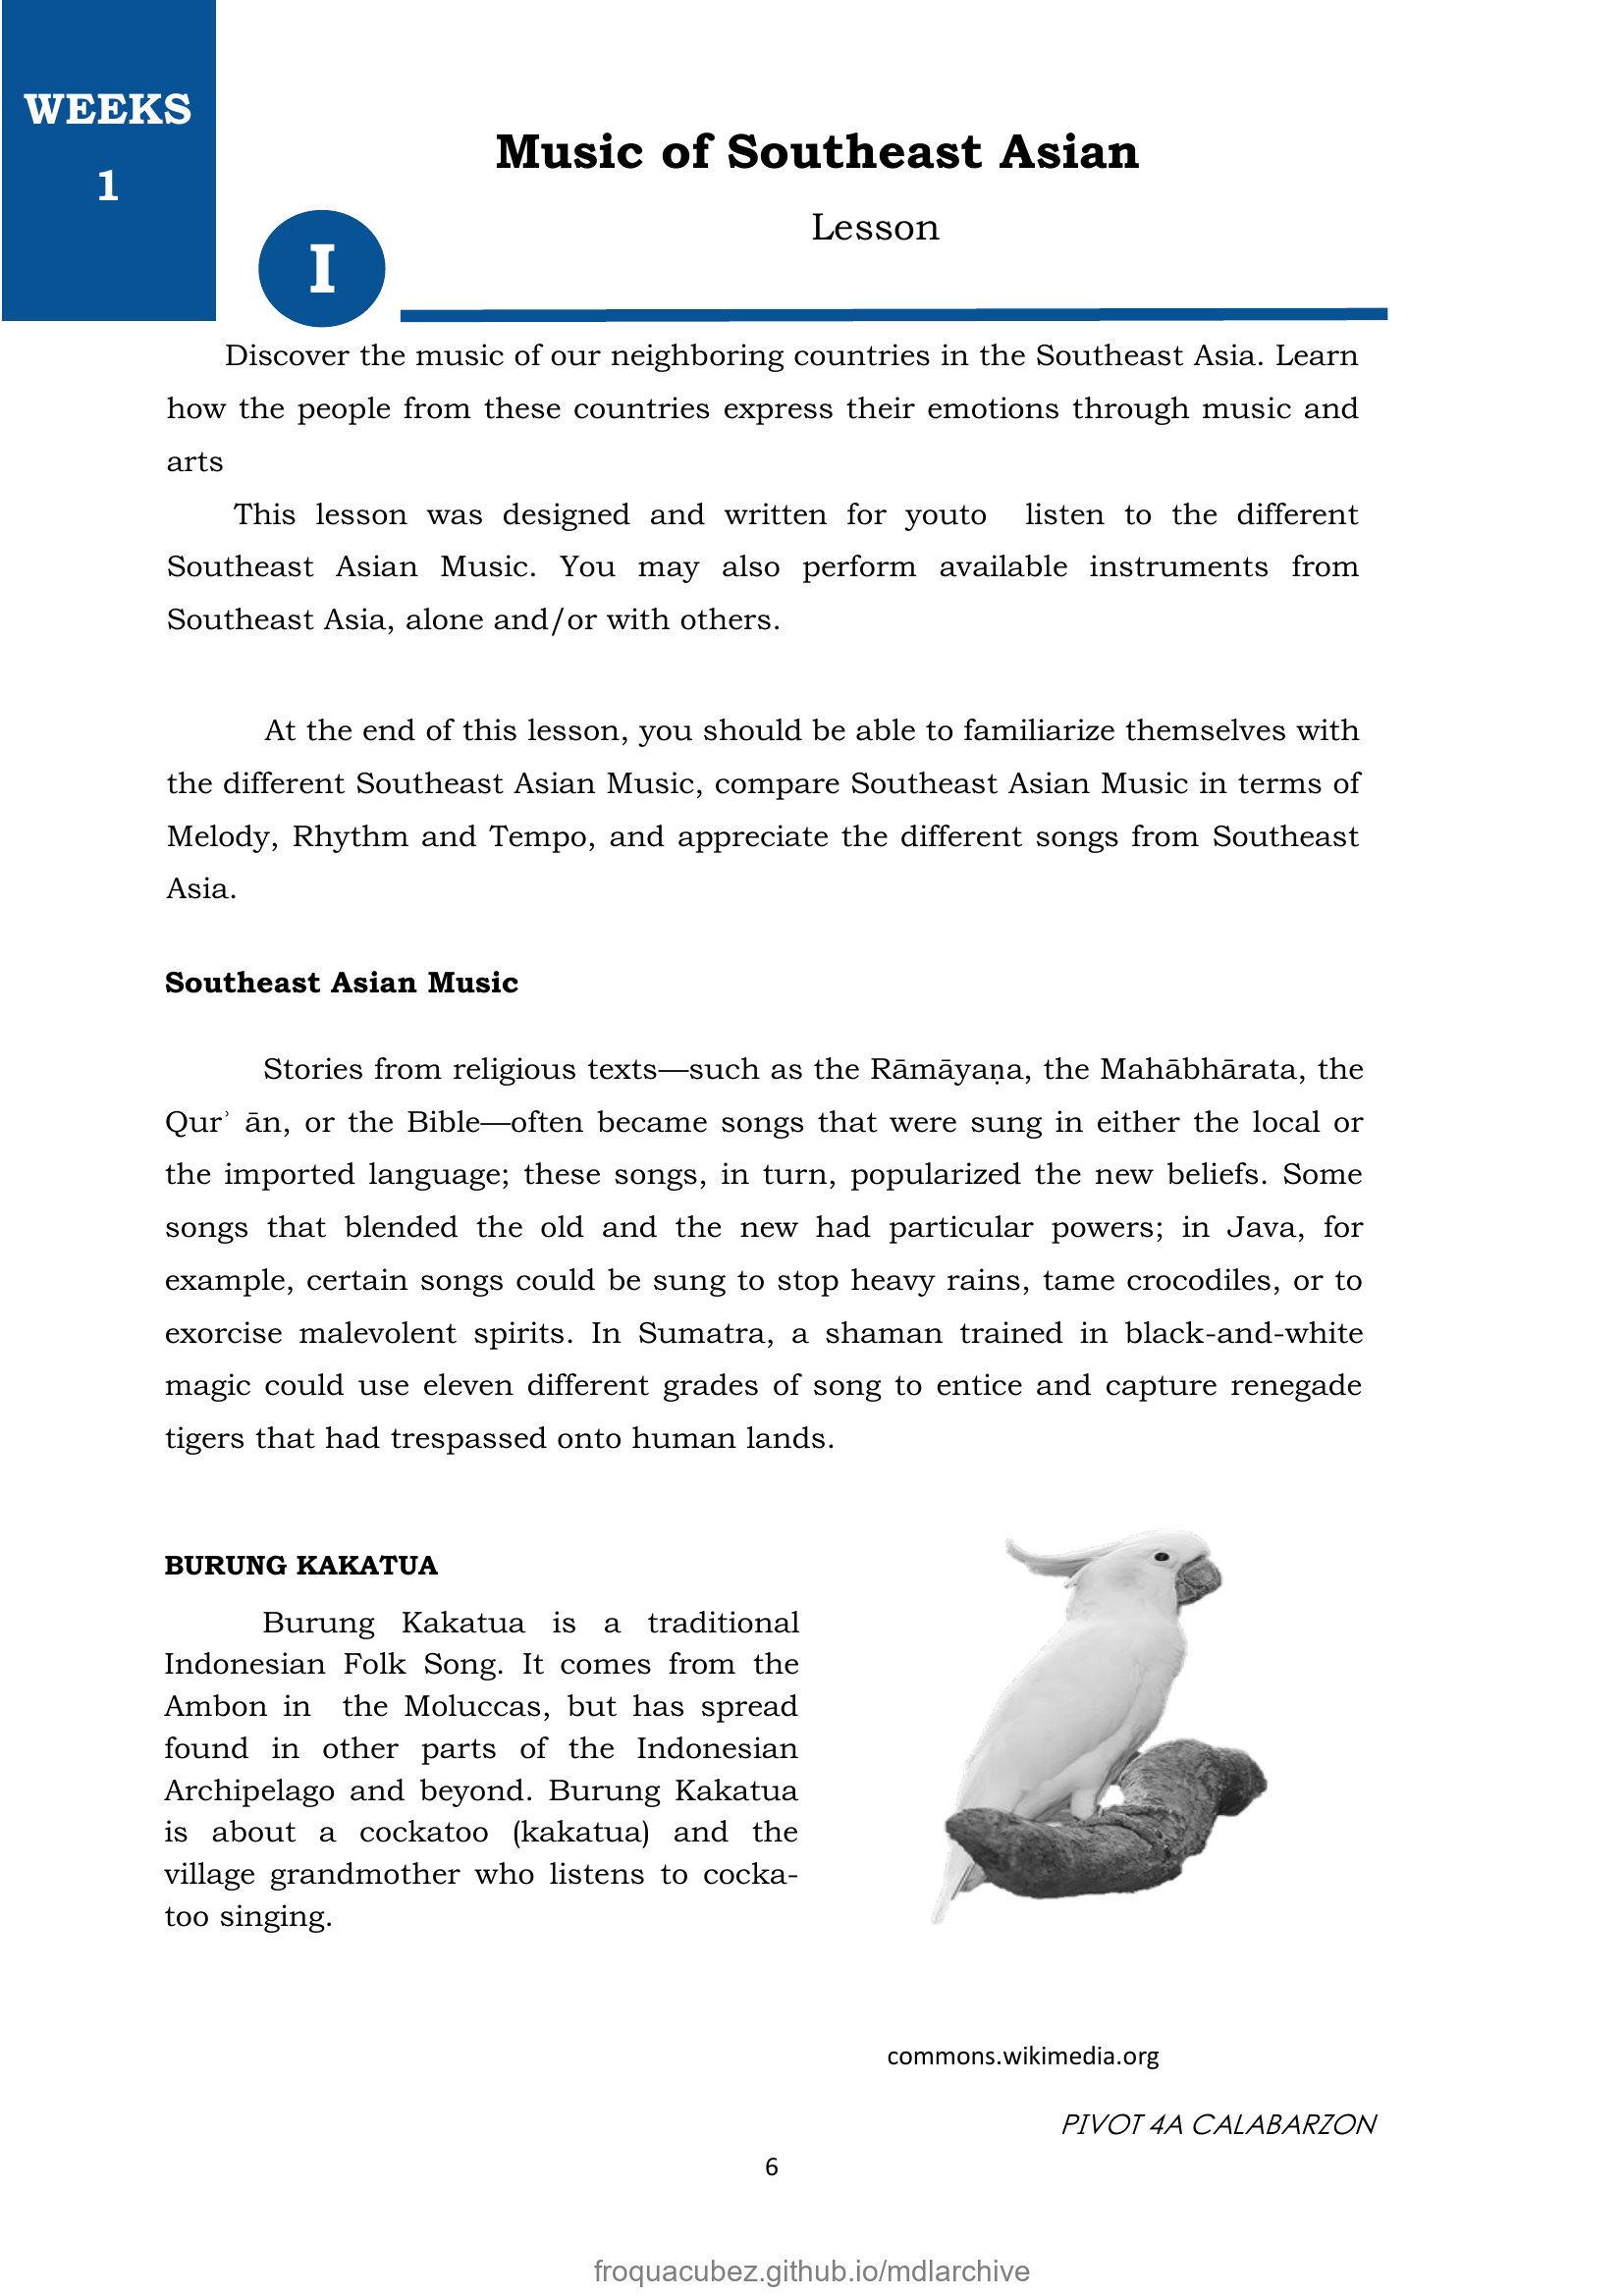 WEEKS
1
Music of Southeast Asian
Lesson
I
Discover the music of our neighboring countries in the Southeast Asia. Learn
how the people from these countries express their emotions through music and
arts
This lesson was designed and written for youto listen to the different
Southeast Asian Music. You may also perform available instruments from
Southeast Asia, alone and/or with others.
At the end of this lesson, you should be able to familiarize themselves with
the different Southeast Asian Music, compare Southeast Asian Music in terms of
Melody, Rhythm and Tempo, and appreciate the different songs from Southeast
Asia.
Southeast Asian Music
Stories from religious texts—such as the Rāmāyaṇa, the Mahābhārata, the
Qurʾ ān, or the Bible—often became songs that were sung in either the local or
the imported language; these songs, in turn, popularized the new beliefs. Some
songs that blended the old and the new had particular powers; in Java, for
example, certain songs could be sung to stop heavy rains, tame crocodiles, or to
exorcise malevolent spirits. In Sumatra, a shaman trained in black-and-white
magic could use eleven different grades of song to entice and capture renegade
tigers that had trespassed onto human lands.
BURUNG KAKATUA
Burung Kakatua is a traditional
Indonesian Folk Song. It comes from the
Ambon in the Moluccas, but has spread
found in other parts of the Indonesian
Archipelago and beyond. Burung Kakatua
is about a cockatoo (kakatua) and the
village grandmother who listens to cocka-
too singing.
commons.wikimedia.org
PIVOT 4A CALABARZON
6
froquacubez.github.io/mdlarchive